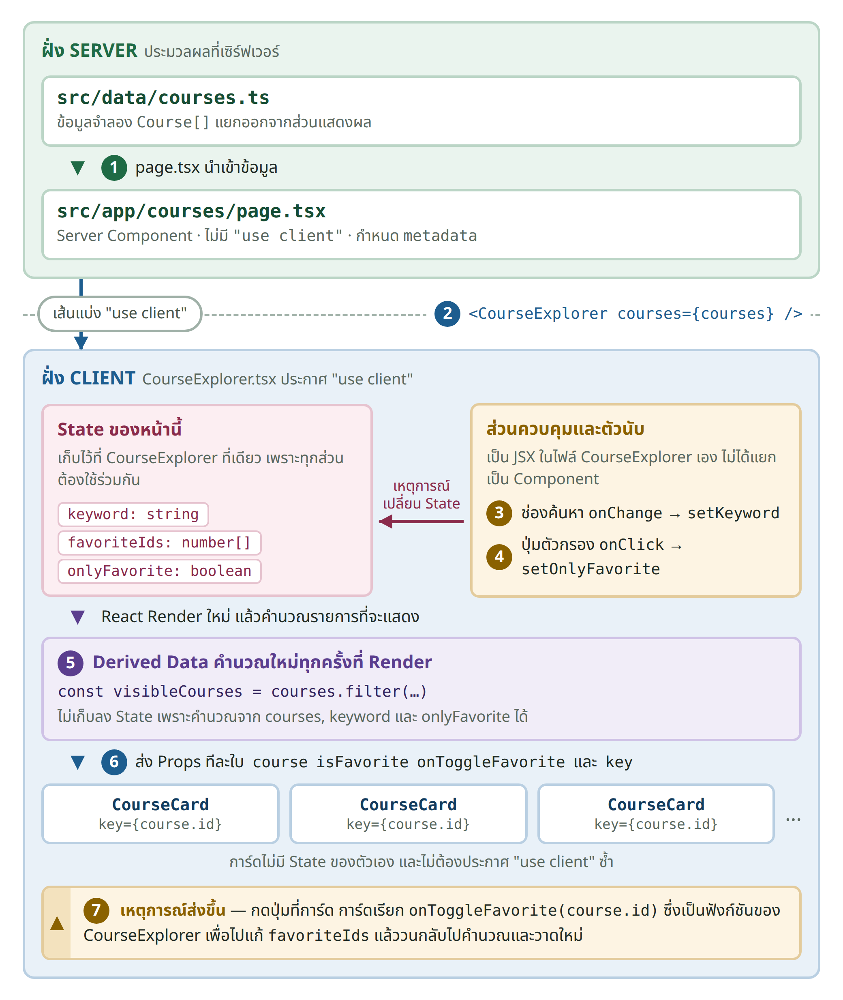 ฝั่ง SERVER ประมวลผลที่เซิร์ฟเวอร์
src/data/courses.ts
ข้อมูลจำลอง Course[] แยกออกจากส่วนแสดงผล
1 page.tsx นำเข้าข้อมูล
src/app/courses/page.tsx
Server Component · ไม่มี "use client" · กำหนด metadata
เส้นแบ่ง "use client"
2 <CourseExplorer courses={courses} />
ฝั่ง CLIENT CourseExplorer.tsx ประกาศ "use client"
State ของหน้านี้
เก็บไว้ที่ CourseExplorer ที่เดียว เพราะทุกส่วน
ต้องใช้ร่วมกัน
keyword: string
favoriteIds: number[]
onlyFavorite: boolean
เหตุการณ์
เปลี่ยน State
ส่วนควบคุมและตัวนับ
เป็น JSX ในไฟล์ CourseExplorer เอง ไม่ได้แยก
เป็น Component
3 ช่องค้นหา onChange → setKeyword
4 ปุ่มตัวกรอง onClick →
setOnlyFavorite
React Render ใหม่ แล้วคำนวณรายการที่จะแสดง
5 Derived Data คำนวณใหม่ทุกครั้งที่ Render
const visibleCourses = courses.filter(…)
ไม่เก็บลง State เพราะคำนวณจาก courses, keyword และ onlyFavorite ได้
6 ส่ง Props ทีละใบ course isFavorite onToggleFavorite และ key
CourseCard
key={course.id}
CourseCard
key={course.id}
CourseCard
key={course.id}
…
การ์ดไม่มี State ของตัวเอง และไม่ต้องประกาศ "use client" ซ้ำ
7 เหตุการณ์ส่งขึ้น — กดปุ่มที่การ์ด การ์ดเรียก onToggleFavorite(course.id) ซึ่งเป็นฟังก์ชันของ
CourseExplorer เพื่อไปแก้ favoriteIds แล้ววนกลับไปคำนวณและวาดใหม่